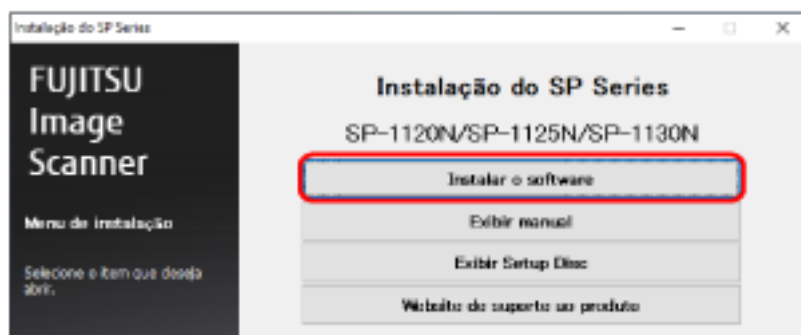 Instalação do SP Series
FUJITSU
Image
Scanner
Menu de instalação
Selecione o item que deseja
abrir.
Instalação do SP Series
SP-1120N/SP-1125N/SP-1130N
Instalar o software
Exibir manual
Exibir Setup Disc
Website de suporte ao produto